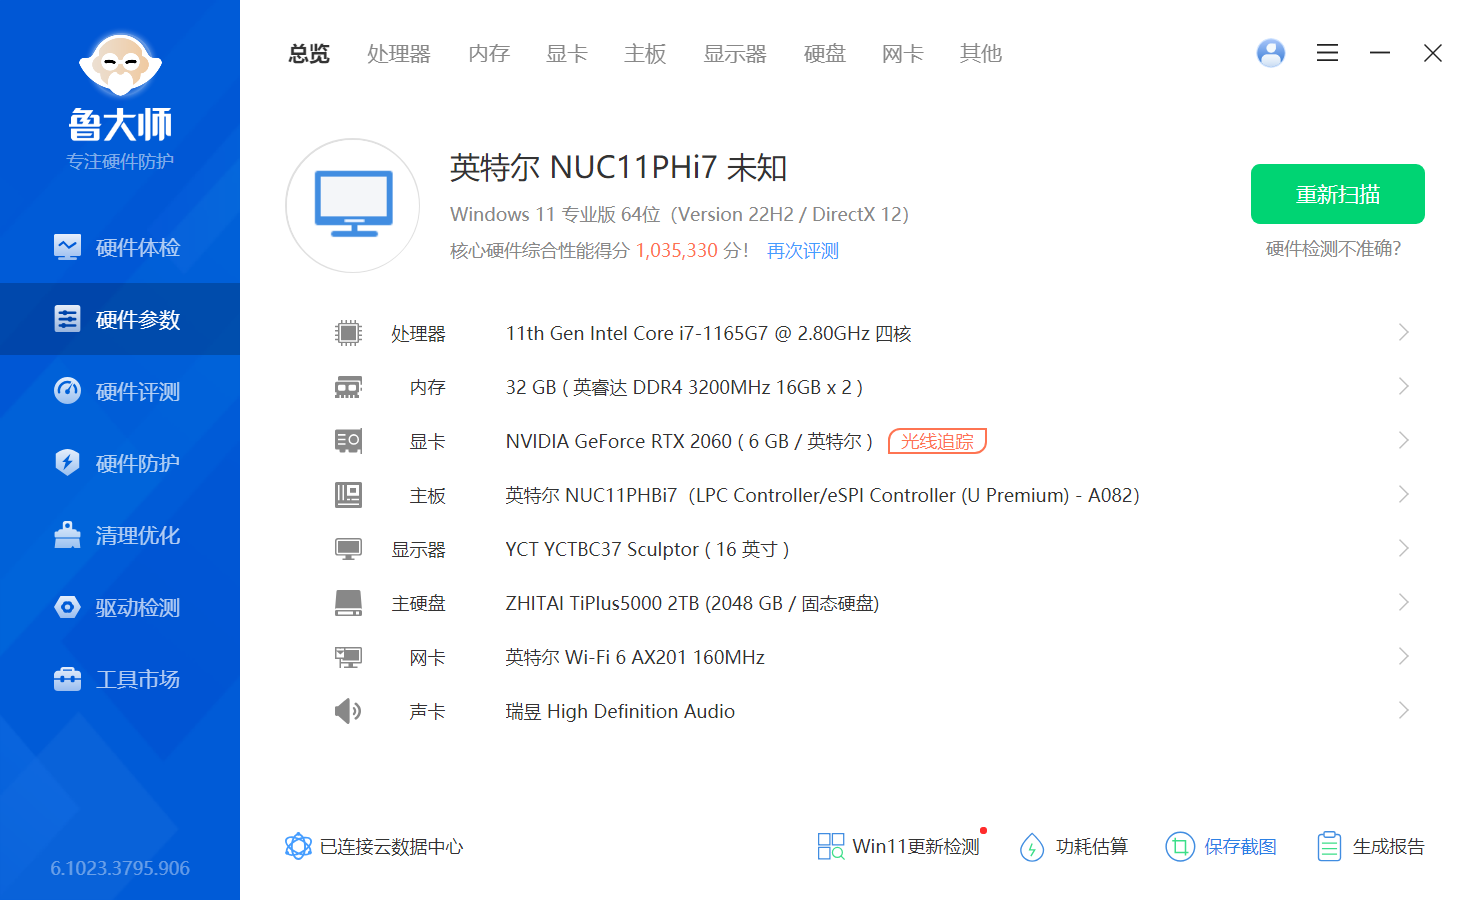 鲁大师
专注硬件防护
硬件体检
硬件参数
硬件评测
硬件防护
清理优化
驱动检测
工具市场
6.1023.3795.906
总览 处理器 内存 显卡 主板 显示器 硬盘 网卡 其他
英特尔 NUC11PHi7 未知
Windows 11 专业版 64位（Version 22H2 / DirectX 12）
核心硬件综合性能得分 1,035,330 分！ 再次评测
重新扫描
硬件检测不准确？
处理器 11th Gen Intel Core i7-1165G7 @ 2.80GHz 四核
内存 32 GB ( 英睿达 DDR4 3200MHz 16GB x 2 )
显卡 NVIDIA GeForce RTX 2060 ( 6 GB / 英特尔 ) 光线追踪
主板 英特尔 NUC11PHBi7（LPC Controller/eSPI Controller (U Premium) - A082）
显示器 YCT YCTBC37 Sculptor ( 16 英寸 )
主硬盘 ZHITAI TiPlus5000 2TB (2048 GB / 固态硬盘)
网卡 英特尔 Wi-Fi 6 AX201 160MHz
声卡 瑞昱 High Definition Audio
已连接云数据中心 Win11更新检测 功耗估算 保存截图 生成报告